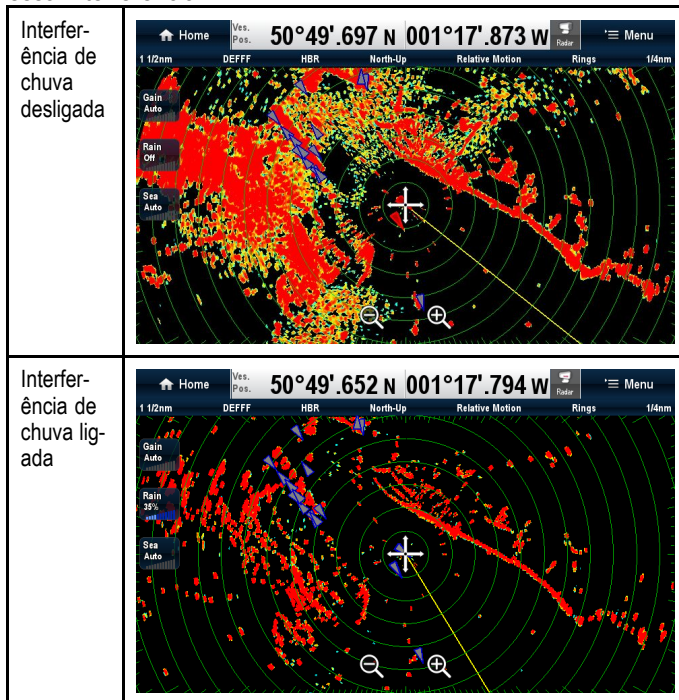 Interfer-
ência de
chuva
desligada
Home
Ves.
Pos.
50°49'.697 N 001°17'.873 W
Radar
Menu
1 1/2nm DEFFF HBR North-Up Relative Motion Rings 1/4nm
Gain
Auto
Rain
Off
Sea
Auto
Interfer-
ência de
chuva lig-
ada
Home
Ves.
Pos.
50°49'.652 N 001°17'.794 W
Radar
Menu
1 1/2nm DEFFF HBR North-Up Relative Motion Rings 1/4nm
Gain
Auto
Rain
35%
Sea
Auto